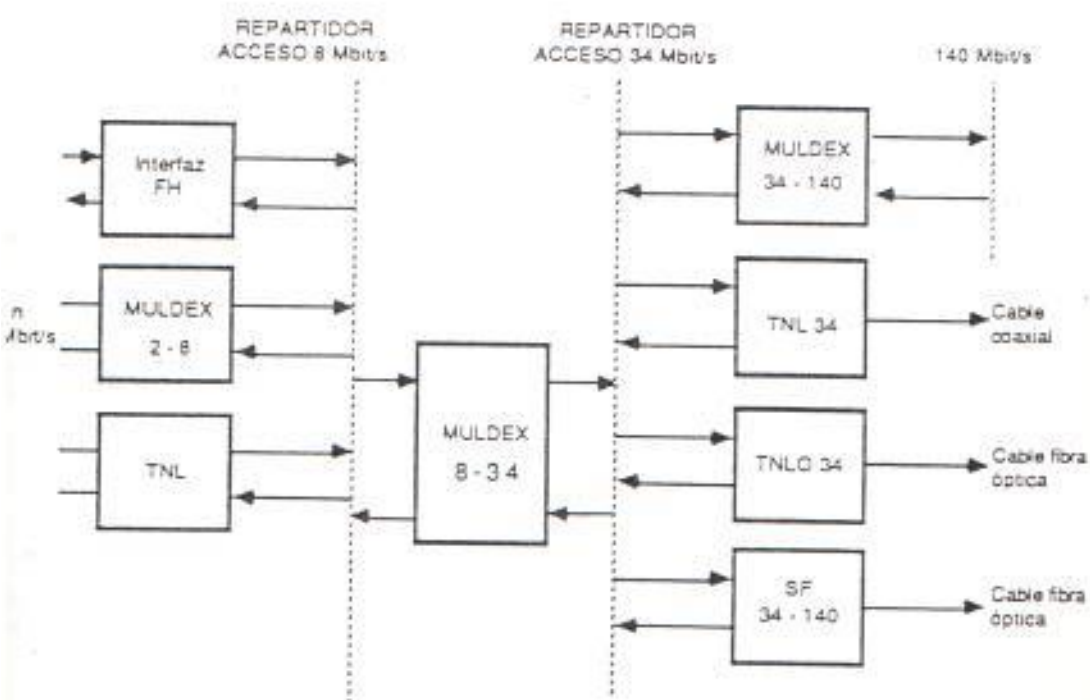 REPARTIDOR
ACCESO 8 Mbit/s
REPARTIDOR
ACCESO 34 Mbit/s
140 Mbit/s
Interfaz
FH
MULDEX
34 - 140
n
Mbit/s
MULDEX
2 - 8
TNL 34
Cable
coaxial
TNL
MULDEX
8 - 34
TNLO 34
Cable fibra
óptica
SF
34 - 140
Cable fibra
óptica